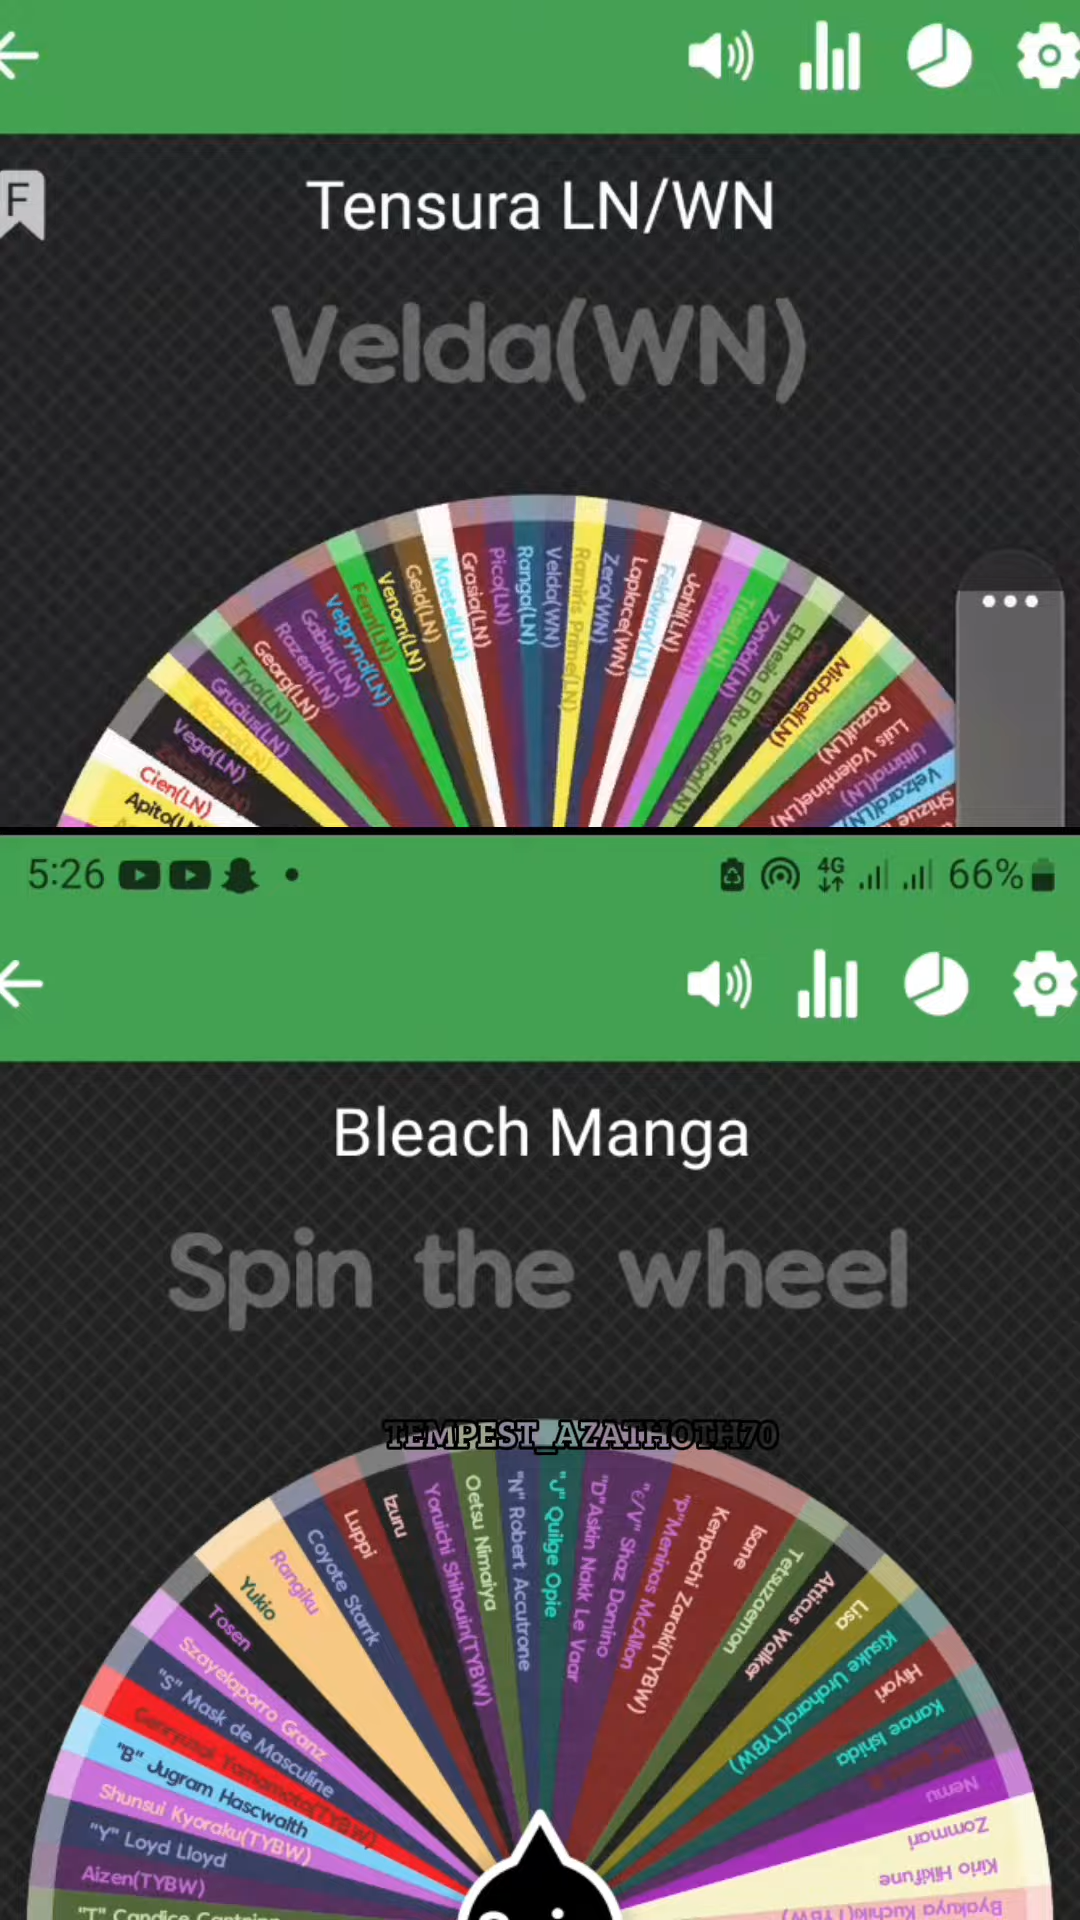 F
Tensura LN/WN
Velda(WN)
Apito(LN)
Cien(LN)
Vega(LN)
Grucius(LN)
Trya(LN)
Georg(LN)
Razen(LN)
Gabiru(LN)
Velgrynd(LN)
Fenn(LN)
Venom(LN)
Geld(LN)
Grasia(LN)
Pico(LN)
Ranga(LN)
Velda(WN)
Ramiris Prime(LN)
Zero(WN)
Laplace(WN)
Feldway(LN)
Jahil(LN)
Zonda(LN)
Elmesia El Ru sarion(LN)
Michael(LN)
Razul(LN)
Luis Valentine(LN)
Ultima(LN)
Velzard(LN)
Shizue
5:26
4G
66%
Bleach Manga
Spin the wheel
TEMPEST_AZATHOTH70
"T" Candice Catnipp
Aizen(TYBW)
"Y" Loyd Lloyd
Shunsui Kyoraku(TYBW)
"B" Jugram Hascwalth
Genryusai Yamamoto(TYBW)
"S" Mask de Masculine
Szayelaporro Granz
Tosen
Yukio
Rangiku
Coyote Starrk
Luppi
Izuru
Yoruichi Shihouin(TYBW)
Oetsu Nimaiya
"N" Robert Accutrone
"J" Quilge Opie
"D"Askin Nakk Le Vaar
"€/V" Shaz Domino
"P"Meninas McAllon
Kenpachi Zaraki(TYBW)
Isane
Tetsuzaemon
Atticus Walker
Lisa
Kisuke Urahara(TYBW)
Hiyori
Kanae Ishida
Nemu
Zommari
Kirio Hikifune
Byakuya Kuchiki(TYBW)